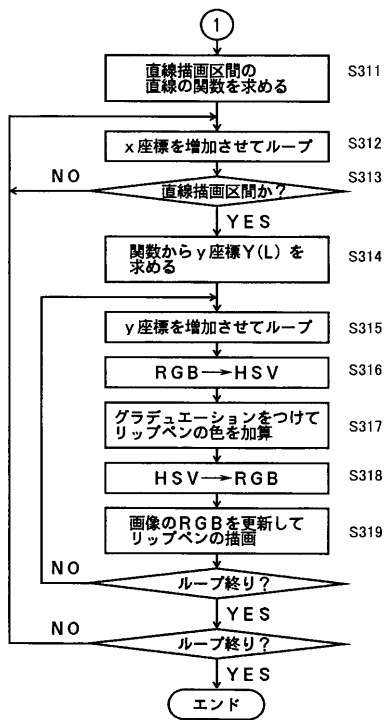 1
直線描画区間の
直線の関数を求める
S311
x座標を増加させてループ
S312
S313
NO
直線描画区間か?
YES
関数からy座標Y(L)を
求める
S314
y座標を増加させてループ
S315
RGB→HSV
S316
グラデュエーションをつけて
リップペンの色を加算
S317
HSV→RGB
S318
画像のRGBを更新して
リップペンの描画
S319
NO
ループ終り?
YES
NO
ループ終り?
YES
エンド